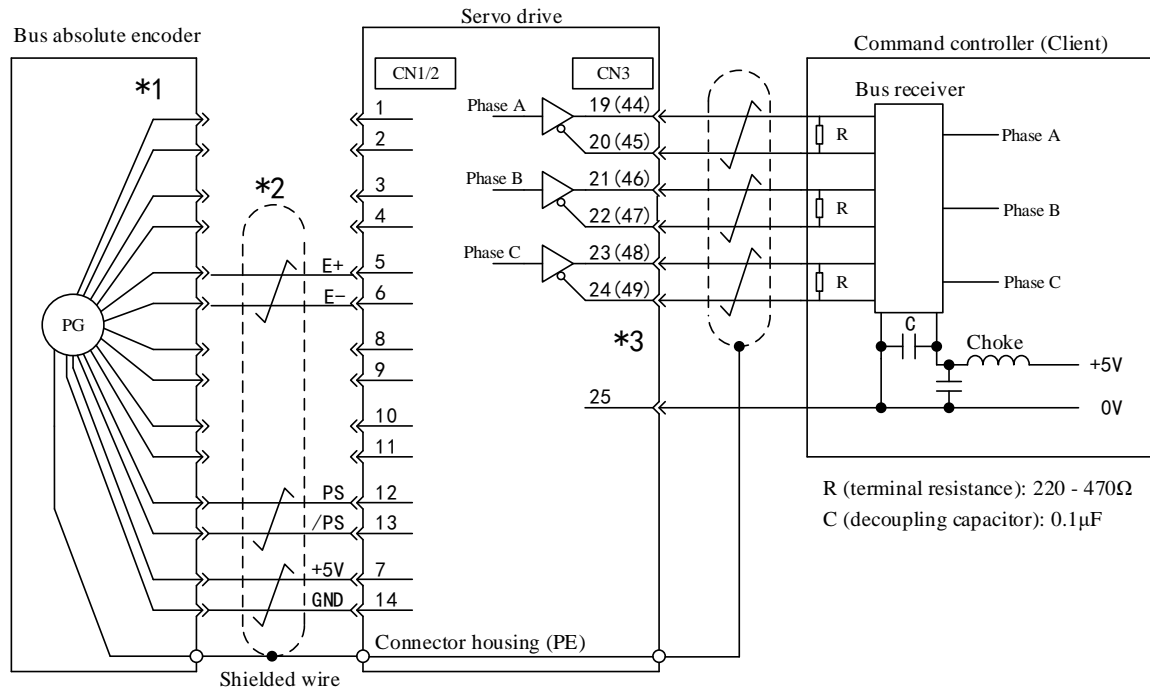 Servo drive
Bus absolute encoder
Command controller (Client)
*1
CN1/2
CN3
Bus receiver
1
Phase A
19(44)
R
Phase A
2
20(45)
3
Phase B
21(46)
R
Phase B
*2
4
22(47)
E+
5
Phase C
23(48)
R
Phase C
E-
6
24(49)
PG
8
*3
C
Choke
9
+5V
10
25
0V
11
PS
12
/PS
13
R (terminal resistance): 220 - 470Ω
C (decoupling capacitor): 0.1μF
+5V
7
GND
14
Connector housing (PE)
Shielded wire